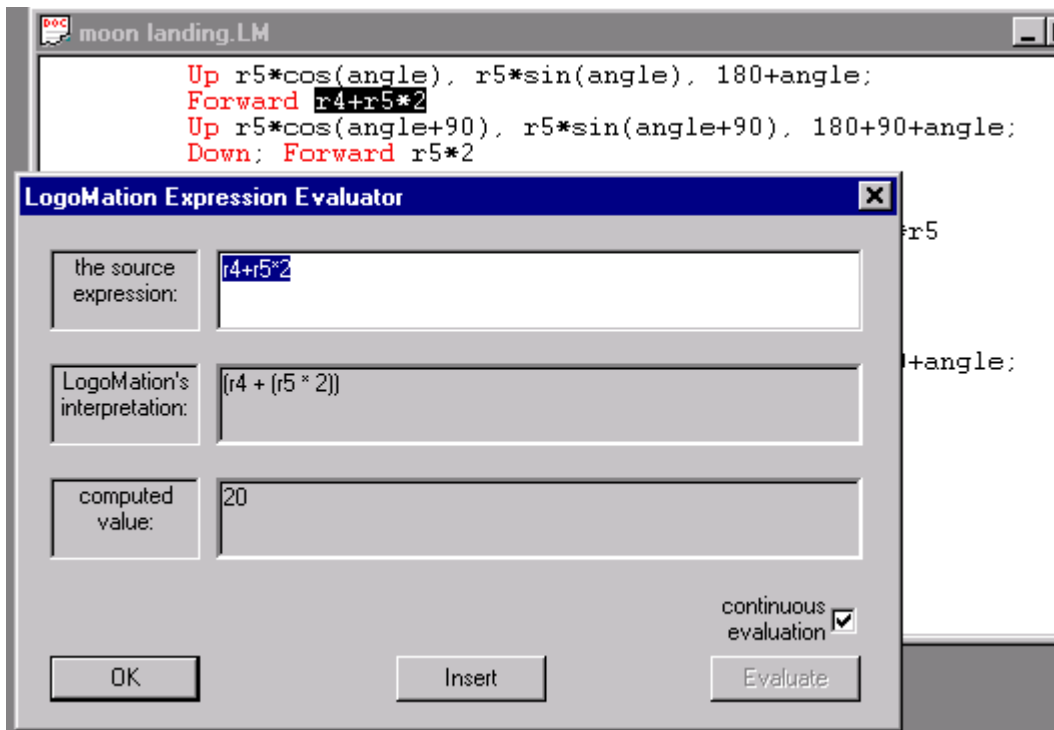 moon landing.LM
Up r5*cos(angle), r5*sin(angle), 180+angle;
Forward r4+r5*2
Up r5*cos(angle+90), r5*sin(angle+90), 180+90+angle;
Down; Forward r5*2
LogoMation Expression Evaluator
*r5
the source
expression:
r4+r5*2
+angle;
LogoMation's
interpretation:
(r4 + (r5 * 2))
computed
value:
20
continuous
evaluation
OK
Insert
Evaluate